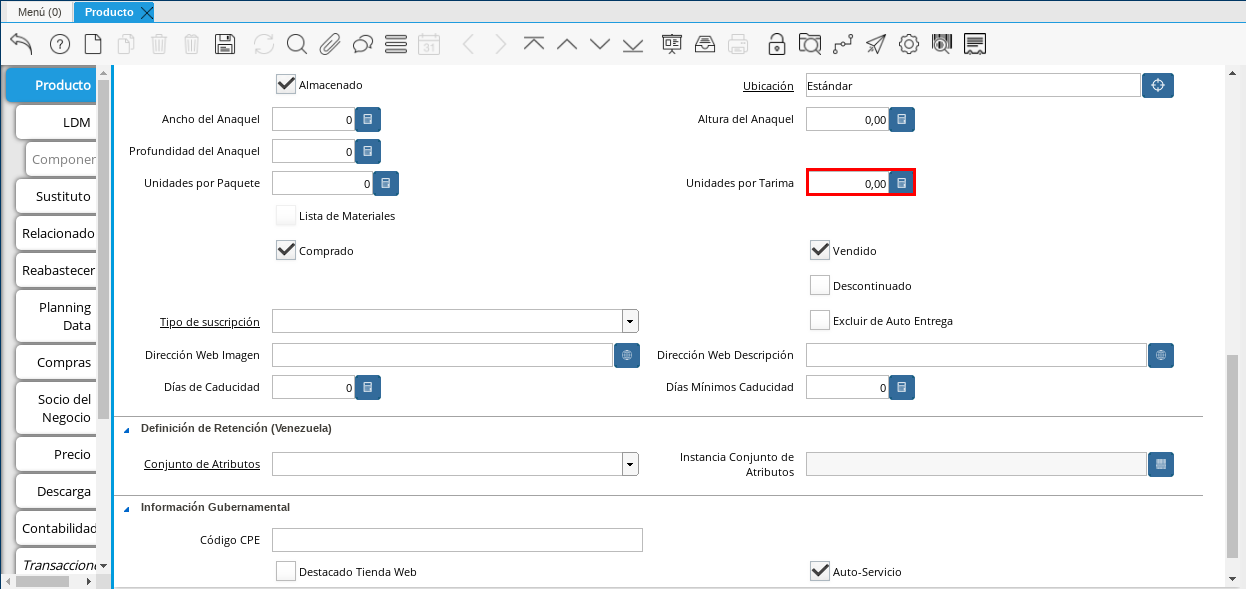 Menú (0)
Producto
31
Producto
LDM
Componer
Sustituto
Relacionado
Reabastecer
Planning
Data
Compras
Socio del
Negocio
Precio
Descarga
Contabilidad
Transaccione
Almacenado
Ubicación
Estándar
Ancho del Anaquel
0
Altura del Anaquel
0,00
Profundidad del Anaquel
0
Unidades por Paquete
0
Unidades por Tarima
0,00
Lista de Materiales
Comprado
Vendido
Descontinuado
Tipo de suscripción
Excluir de Auto Entrega
Dirección Web Imagen
Dirección Web Descripción
Días de Caducidad
0
Días Mínimos Caducidad
0
Definición de Retención (Venezuela)
Conjunto de Atributos
Instancia Conjunto de
Atributos
Información Gubernamental
Código CPE
Destacado Tienda Web
Auto-Servicio